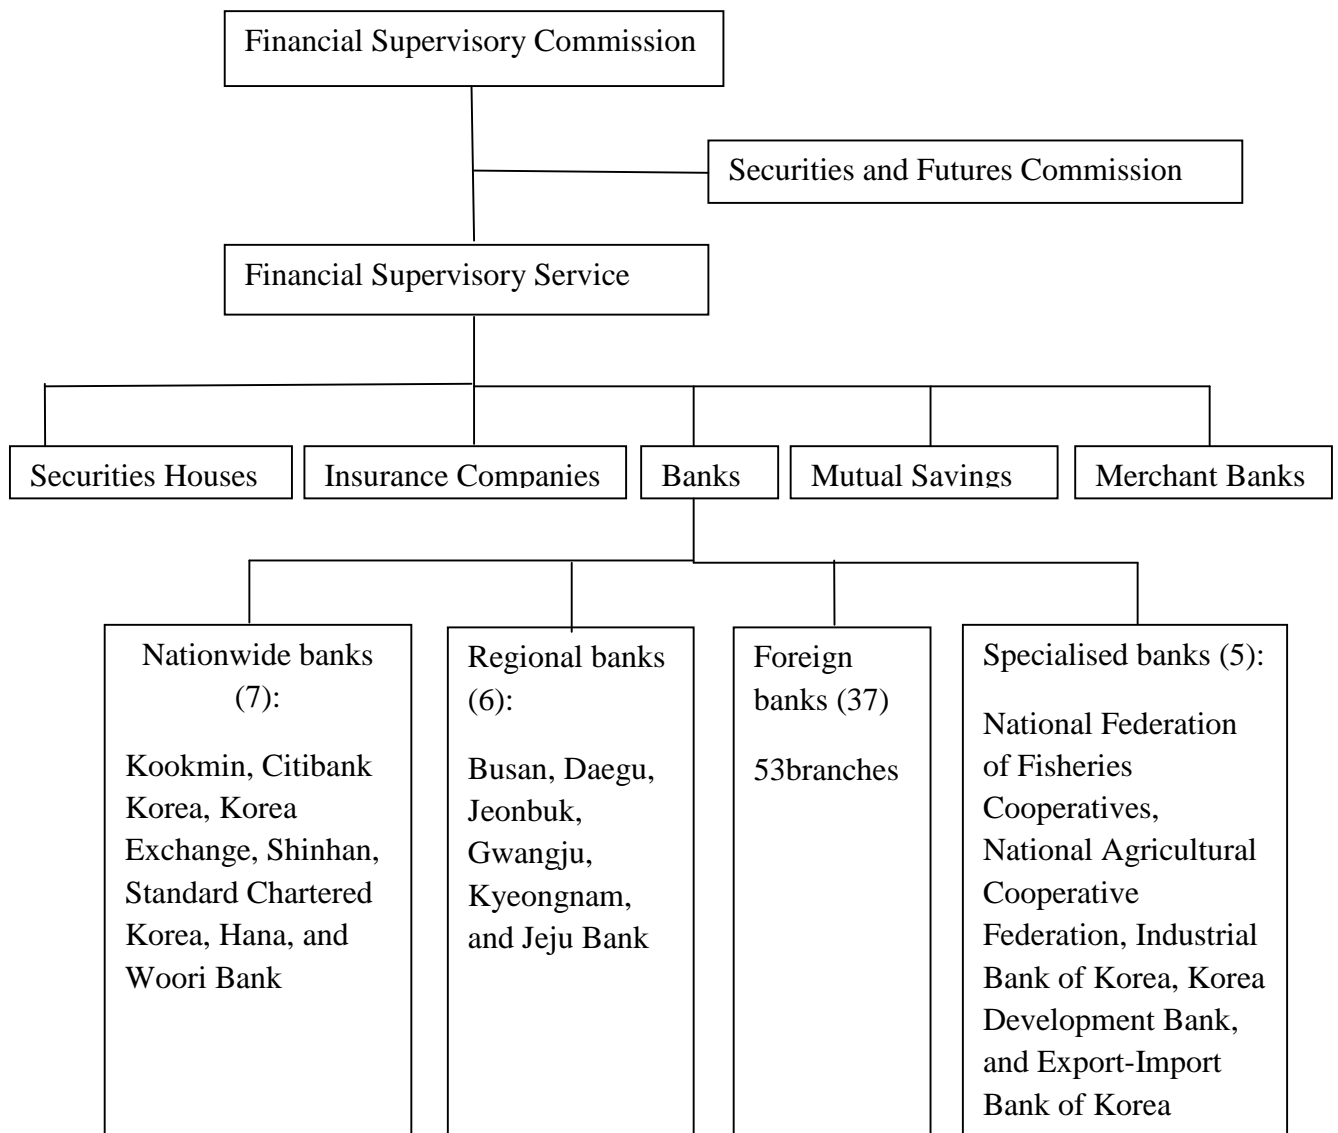 Financial Supervisory Commission
Securities and Futures Commission
Financial Supervisory Service
Securities Houses
Insurance Companies
Banks
Mutual Savings
Merchant Banks
Nationwide banks
(7):
Kookmin, Citibank
Korea, Korea
Exchange, Shinhan,
Standard Chartered
Korea, Hana, and
Woori Bank
Regional banks
(6):
Busan, Daegu,
Jeonbuk,
Gwangju,
Kyeongnam,
and Jeju Bank
Foreign
banks (37)
53branches
Specialised banks (5):
National Federation
of Fisheries
Cooperatives,
National Agricultural
Cooperative
Federation, Industrial
Bank of Korea, Korea
Development Bank,
and Export-Import
Bank of Korea